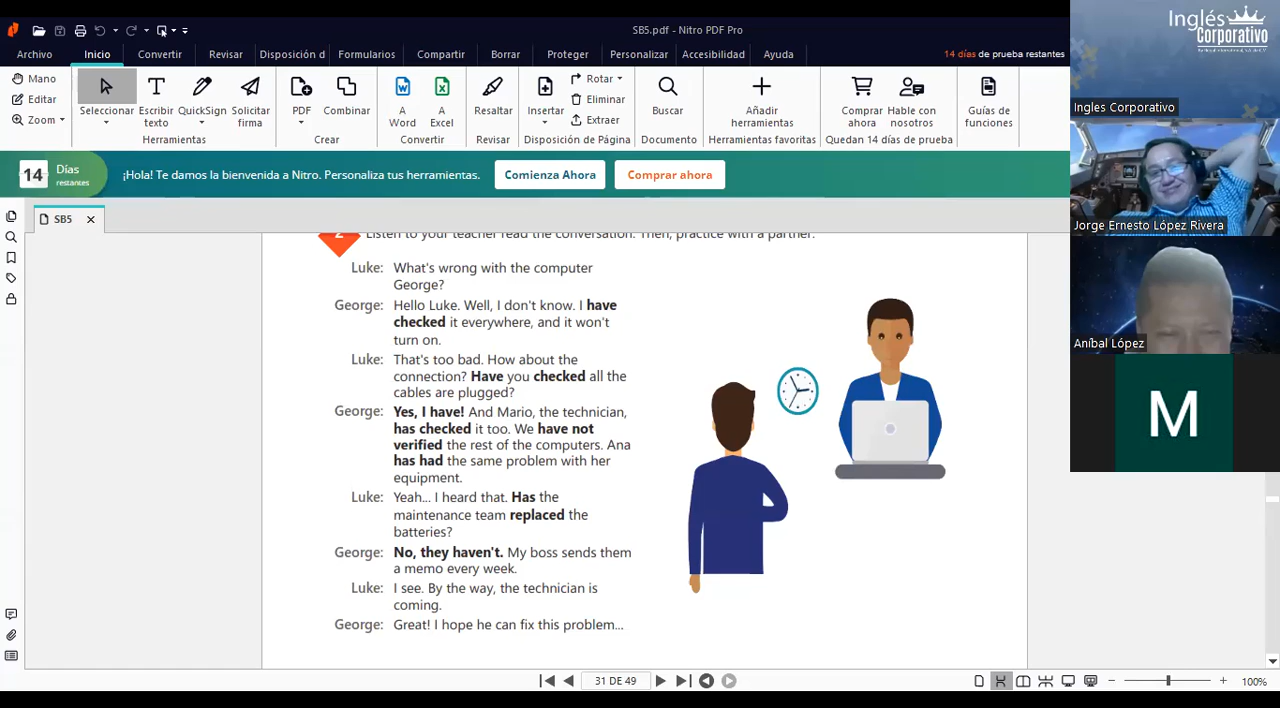 SB5.pdf - Nitro PDF Pro
Archivo Inicio Convertir Revisar Disposición d Formularios Compartir Borrar Proteger Personalizar Accesibilidad Ayuda
14 días de prueba restantes
Mano
Editar
Zoom
Seleccionar
Escribir texto
QuickSign
Solicitar firma
Herramientas
PDF
Combinar
Crear
A Word
A Excel
Convertir
Resaltar
Revisar
Insertar
Rotar
Eliminar
Extraer
Disposición de Página
Buscar
Documento
Añadir herramientas
Herramientas favoritas
Comprar ahora
Hable con nosotros
Quedan 14 días de prueba
Guías de funciones
14 Días restantes
¡Hola! Te damos la bienvenida a Nitro. Personaliza tus herramientas.
Comienza Ahora
Comprar ahora
SB5
2 Listen to your teacher read the conversation. Then, practice with a partner.
Luke: What's wrong with the computer
George?
George: Hello Luke. Well, I don't know. I have
checked it everywhere, and it won't
turn on.
Luke: That's too bad. How about the
connection? Have you checked all the
cables are plugged?
George: Yes, I have! And Mario, the technician,
has checked it too. We have not
verified the rest of the computers. Ana
has had the same problem with her
equipment.
Luke: Yeah... I heard that. Has the
maintenance team replaced the
batteries?
George: No, they haven't. My boss sends them
a memo every week.
Luke: I see. By the way, the technician is
coming.
George: Great! I hope he can fix this problem...
31 DE 49
100%
Inglés
Corporativo
Ingles Corporativo
Jorge Ernesto López Rivera
Aníbal López
M